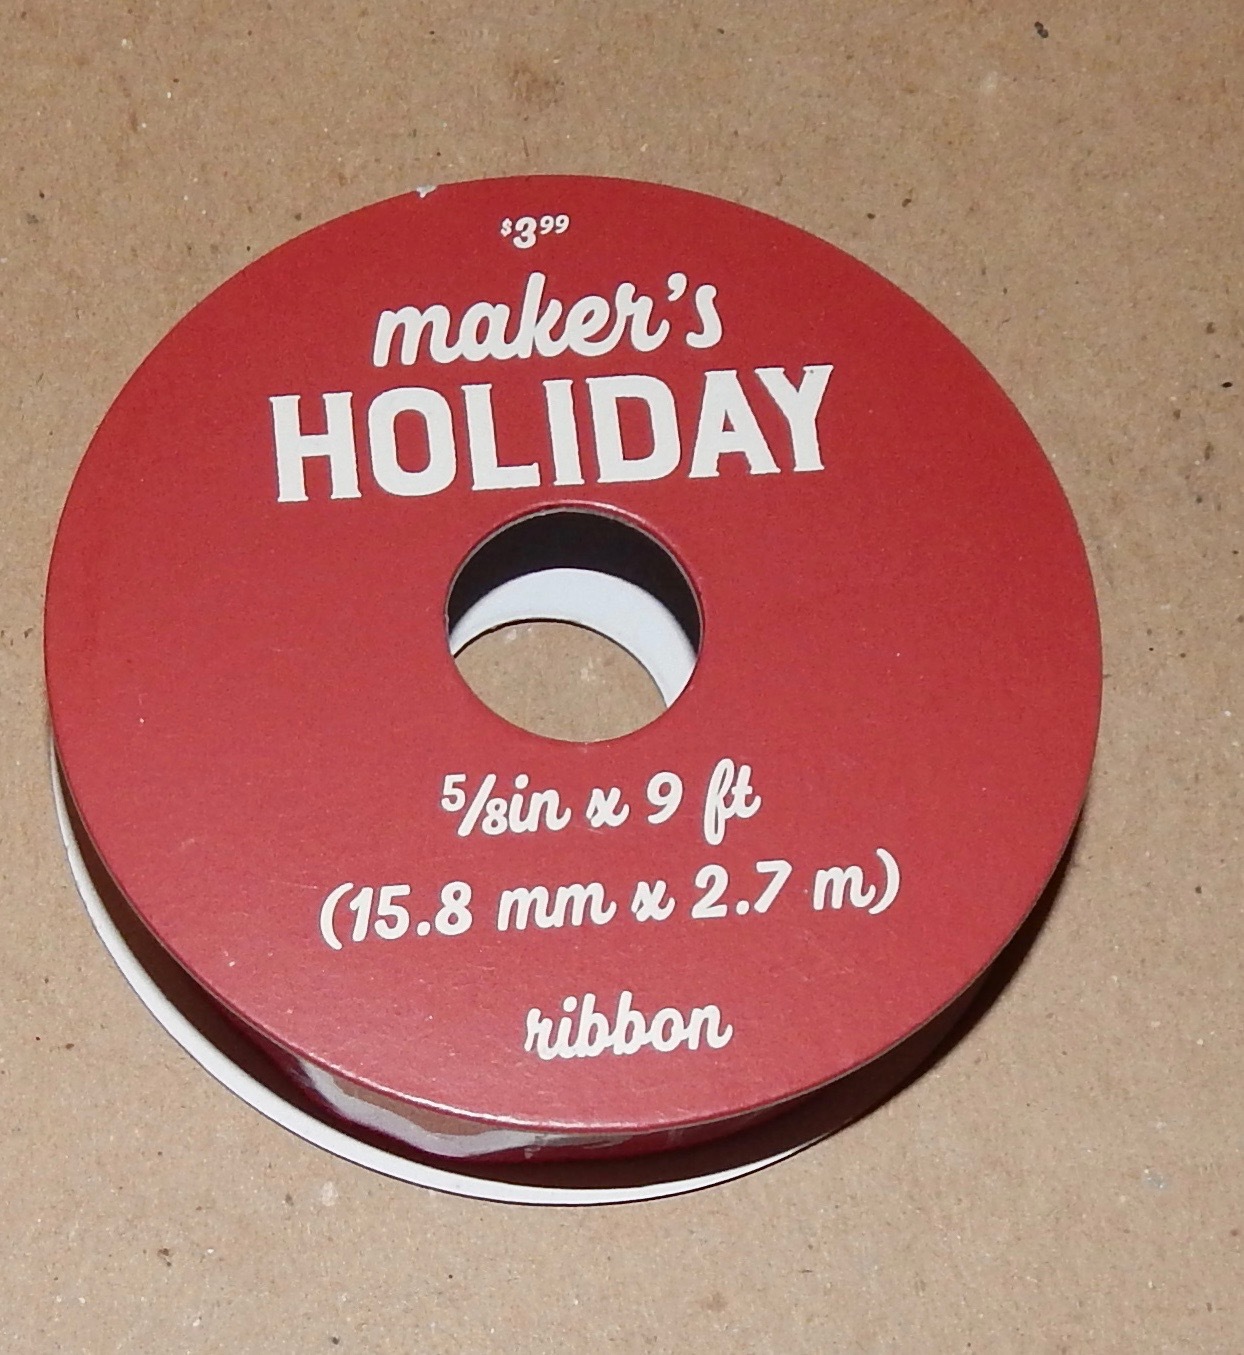 $3.99
maker's
HOLIDAY
5/8in x 9 ft
(15.8 mm x 2.7 m)
ribbon